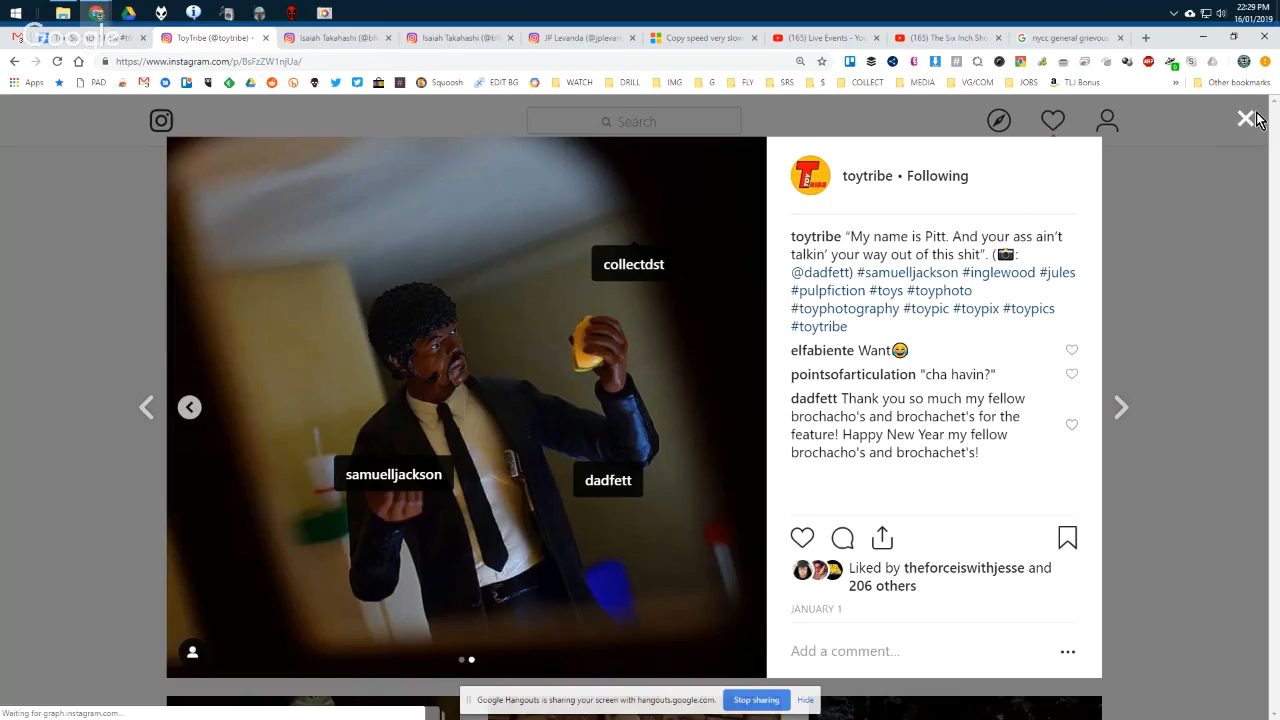 22:29 PM
16/01/2019
Google
ToyTribe (@toytribe) •
Isaiah Takahashi (@bl
Isaiah Takahashi (@bl
JP Levanda (@jplevan
Copy speed very slow
(165) Live Events - You
(165) The Six Inch Sho
nycc general grievous
https://www.instagram.com/p/BsFzZW1njUa/
Apps
PAD
Squoosh
EDIT BG
WATCH
DRILL
IMG
FLY
SRS
$
COLLECT
MEDIA
VG/COM
JOBS
TLJ Bonus
»
Other bookmarks
Search
toytribe • Following
collectdst
samuelljackson
dadfett
toytribe “My name is Pitt. And your ass ain’t
talkin’ your way out of this shit”. (📷:
@dadfett) #samuelljackson #inglewood #jules
#pulpfiction #toys #toyphoto
#toyphotography #toypic #toypix #toypics
#toytribe
elfabiente Want😂
pointsofarticulation "cha havin?"
dadfett Thank you so much my fellow
brochacho's and brochachet's for the
feature! Happy New Year my fellow
brochacho's and brochachet's!
Liked by theforceiswithjesse and
206 others
JANUARY 1
Add a comment...
Google Hangouts is sharing your screen with hangouts.google.com.
Stop sharing
Hide
Waiting for graph.instagram.com...